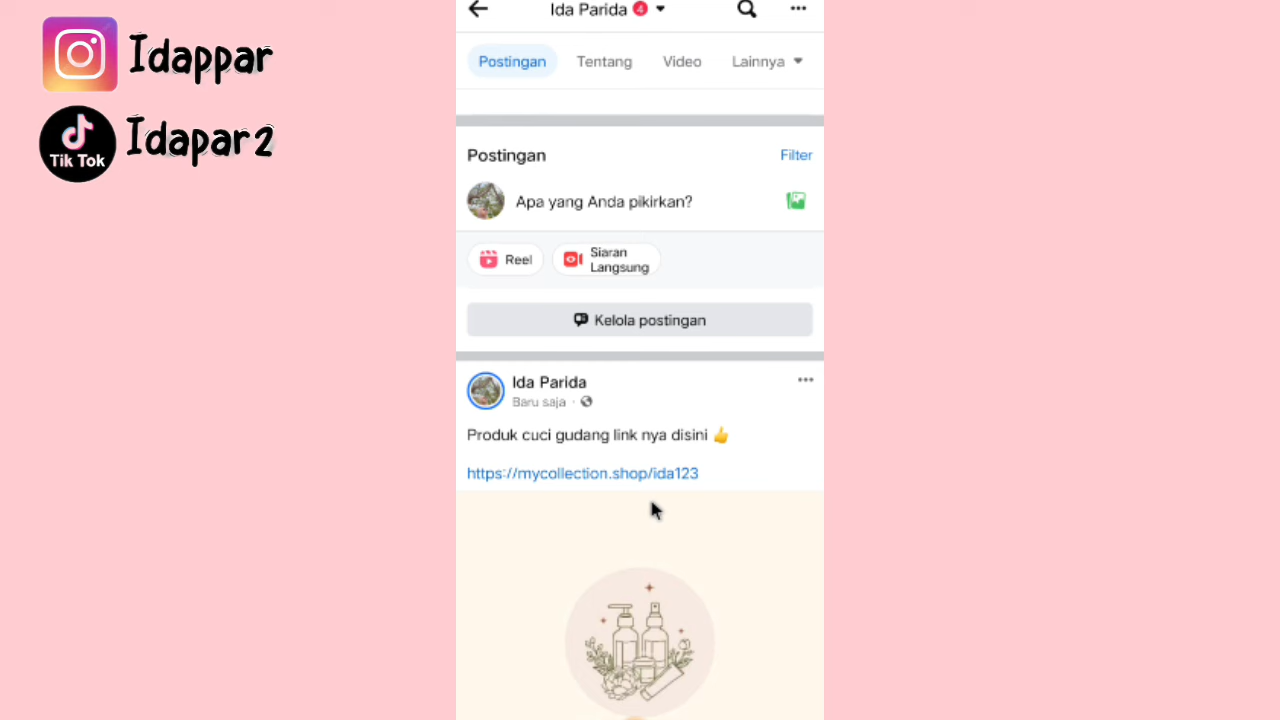 Idappar
Tik Tok
Idapar2
Ida Parida 4
Postingan Tentang Video Lainnya
Postingan Filter
Apa yang Anda pikirkan?
Reel Siaran Langsung
Kelola postingan
Ida Parida
Baru saja ·
Produk cuci gudang link nya disini 👍
https://mycollection.shop/ida123